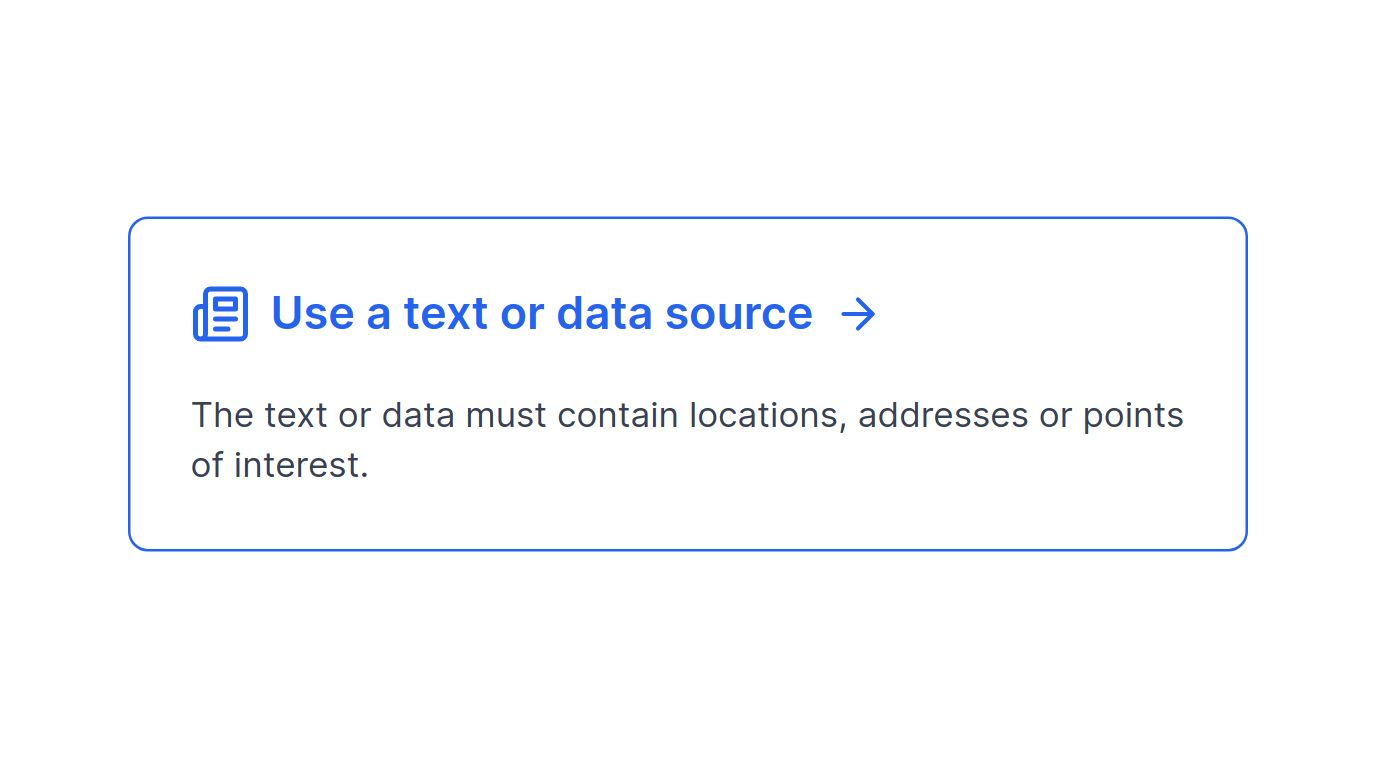 Use a text or data source
The text or data must contain locations, addresses or points
of interest.